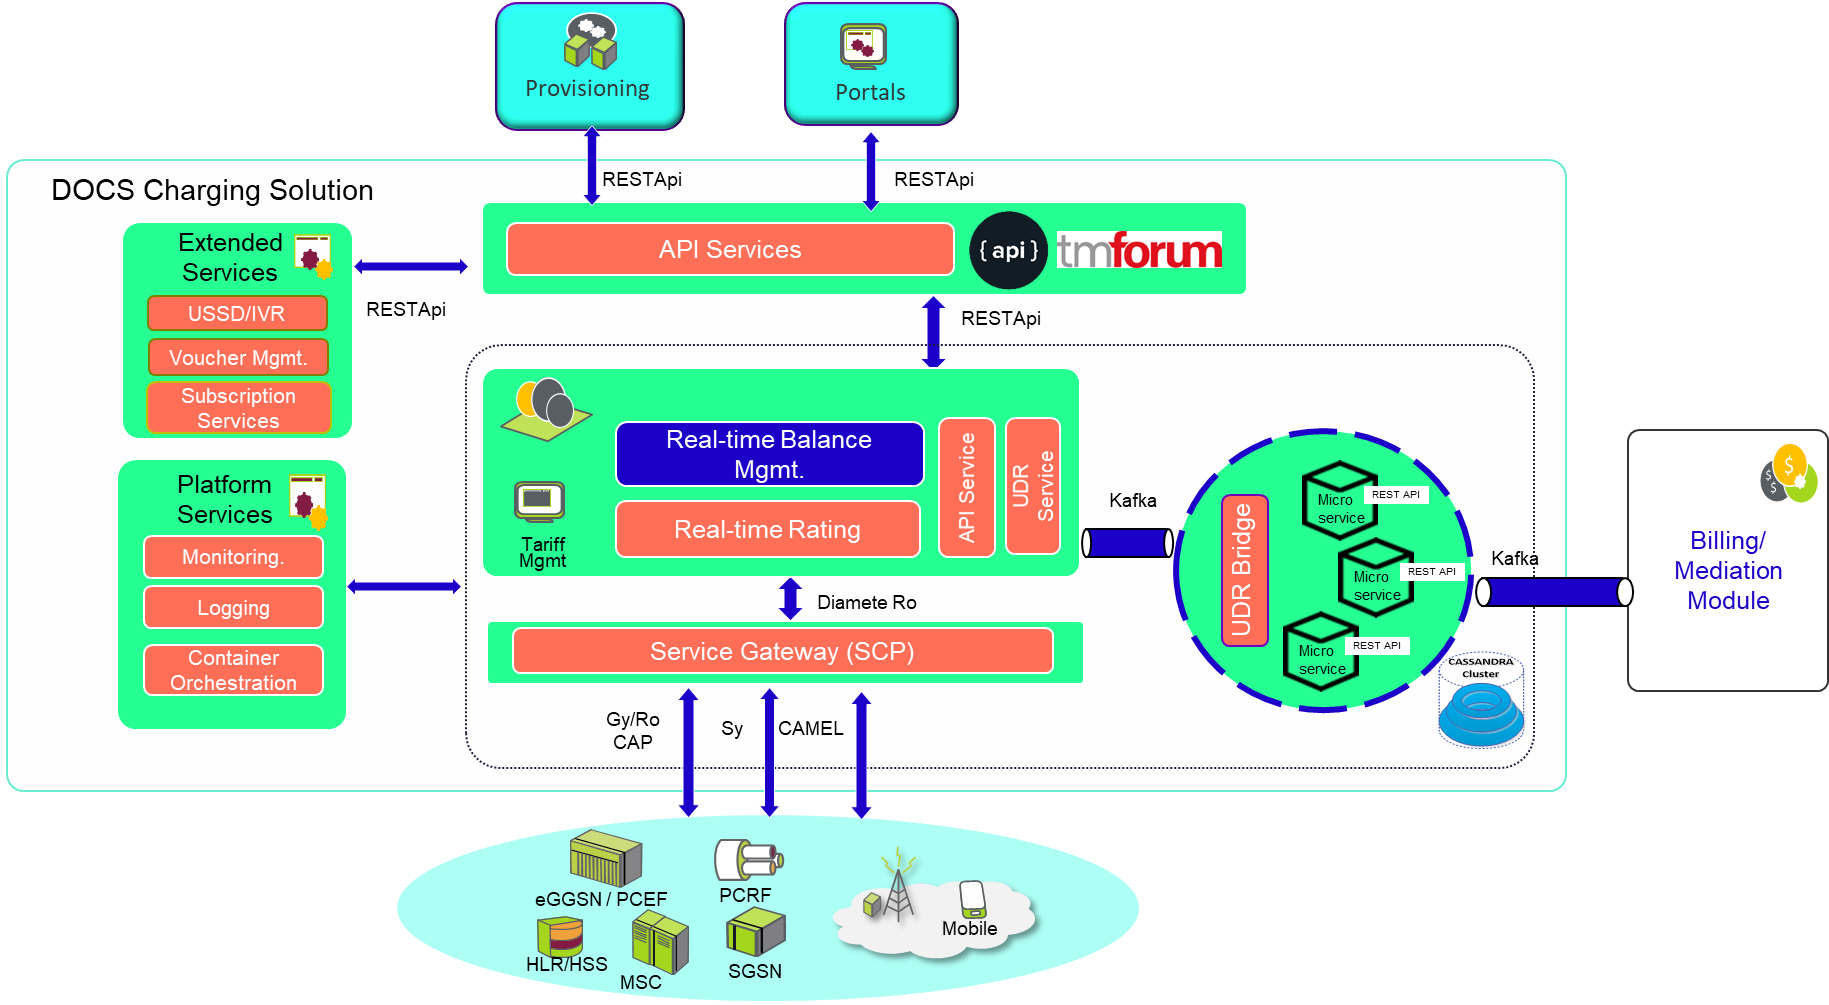 Provisioning
Portals
RESTApi
RESTApi
DOCS Charging Solution
Extended
Services
USSD/IVR
Voucher Mgmt.
Subscription
Services
RESTApi
API Services
{ api }
tmforum
RESTApi
Platform
Services
Monitoring.
Logging
Container
Orchestration
Tariff
Mgmt
Real-time Balance
Mgmt.
Real-time Rating
API Service
UDR
Service
Kafka
UDR Bridge
Micro
service
REST API
Micro
service
REST API
Micro
service
REST API
CASSANDRA
Cluster
Kafka
$
$
$
Billing/
Mediation
Module
Diamete Ro
Service Gateway (SCP)
Gy/Ro
CAP
Sy
CAMEL
eGGSN / PCEF
PCRF
HLR/HSS
MSC
SGSN
Mobile